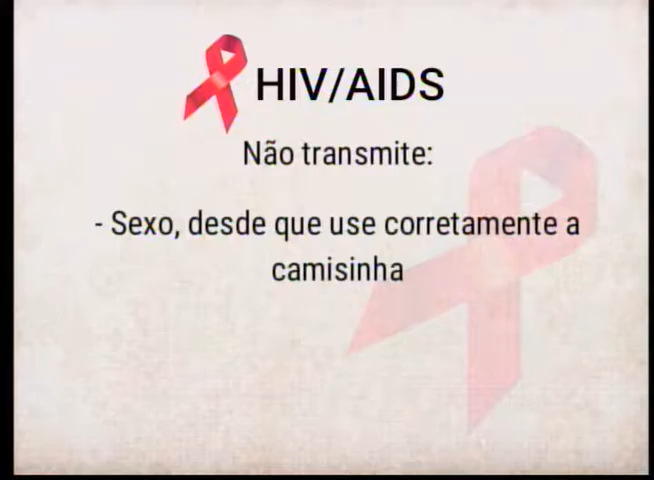 HIV/AIDS
Não transmite:
- Sexo, desde que use corretamente a
camisinha